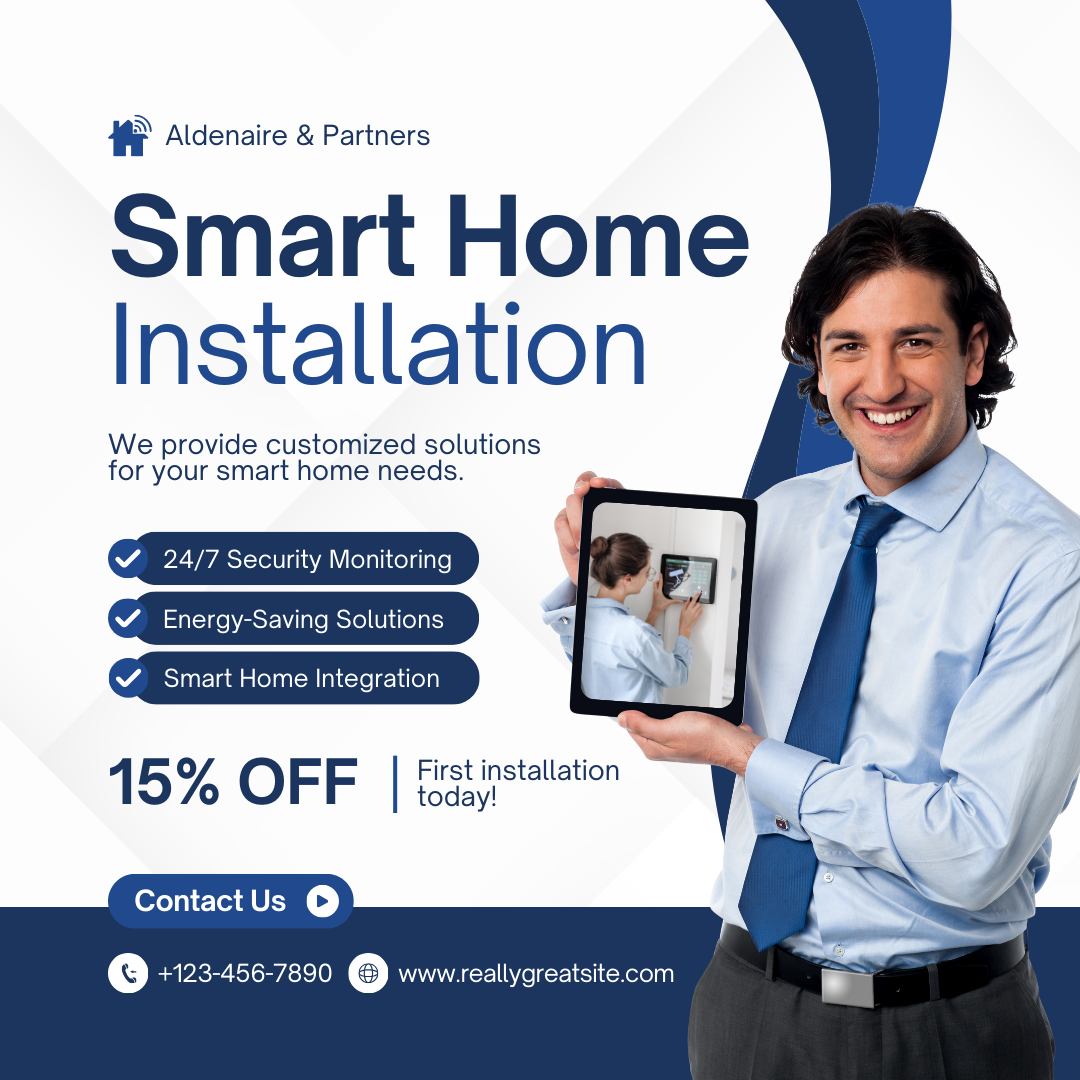 Aldenaire & Partners
Smart Home
Installation
We provide customized solutions
for your smart home needs.
24/7 Security Monitoring
Energy-Saving Solutions
Smart Home Integration
15% OFF
First installation
today!
Contact Us
+123-456-7890
www.reallygreatsite.com